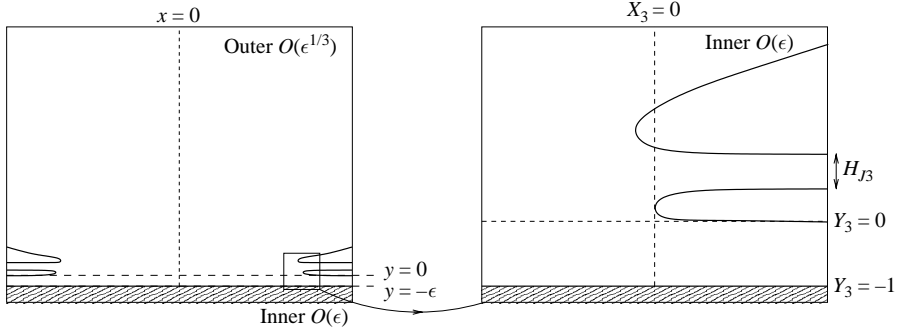 x = 0
Outer O(ϵ^{1/3})
y = 0
y = −ϵ
Inner O(ϵ)
X_3 = 0
Inner O(ϵ)
H_{J3}
Y_3 = 0
Y_3 = −1